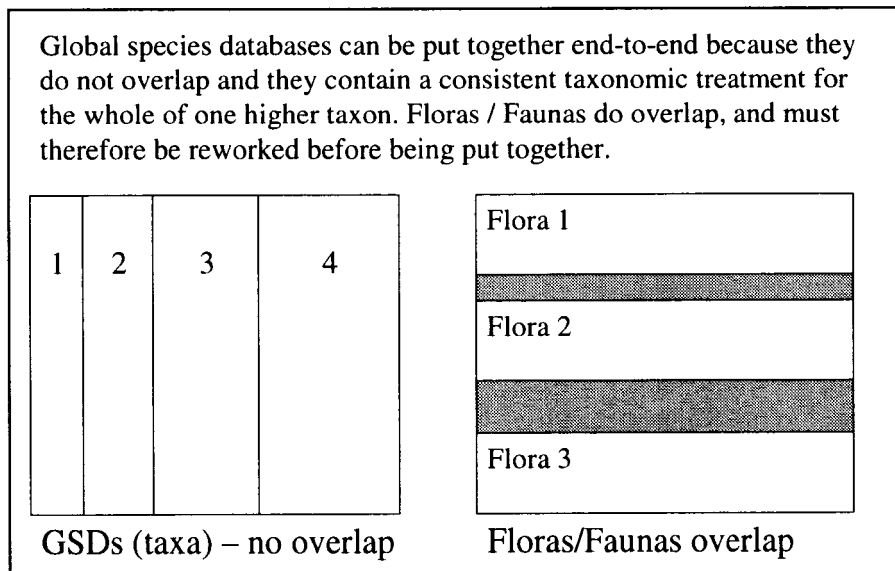 Global species databases can be put together end-to-end because they
do not overlap and they contain a consistent taxonomic treatment for
the whole of one higher taxon. Floras / Faunas do overlap, and must
therefore be reworked before being put together.
1 2 3 4
GSDs (taxa) – no overlap
Flora 1
Flora 2
Flora 3
Floras/Faunas overlap